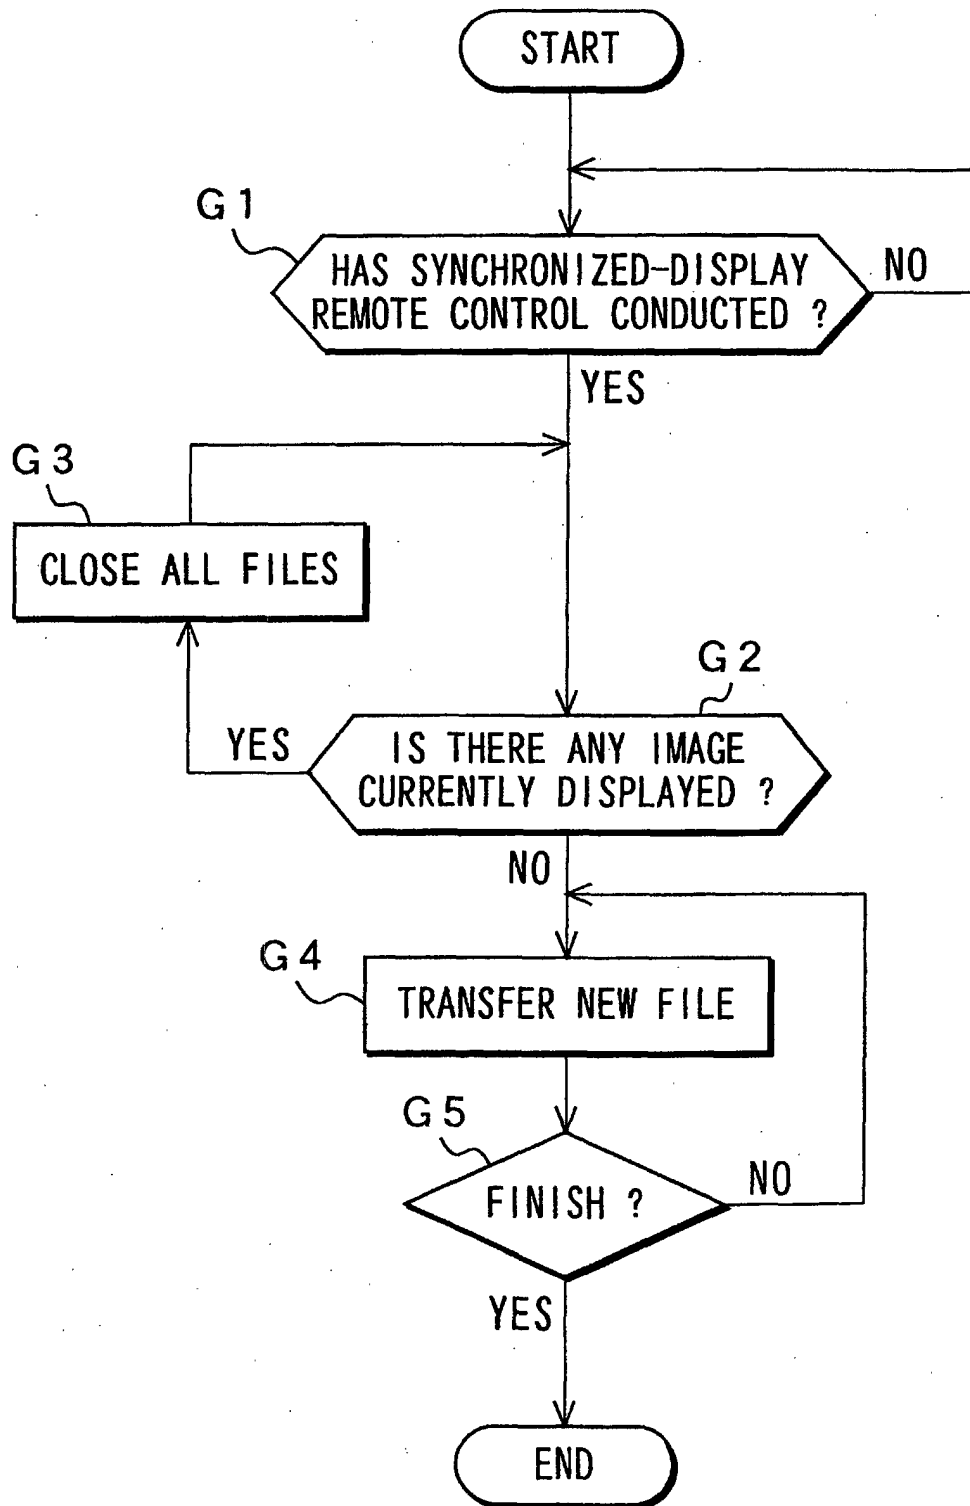 START
G1
HAS SYNCHRONIZED-DISPLAY
REMOTE CONTROL CONDUCTED ?
NO
YES
G3
CLOSE ALL FILES
G2
YES
IS THERE ANY IMAGE
CURRENTLY DISPLAYED ?
NO
G4
TRANSFER NEW FILE
G5
FINISH ?
NO
YES
END